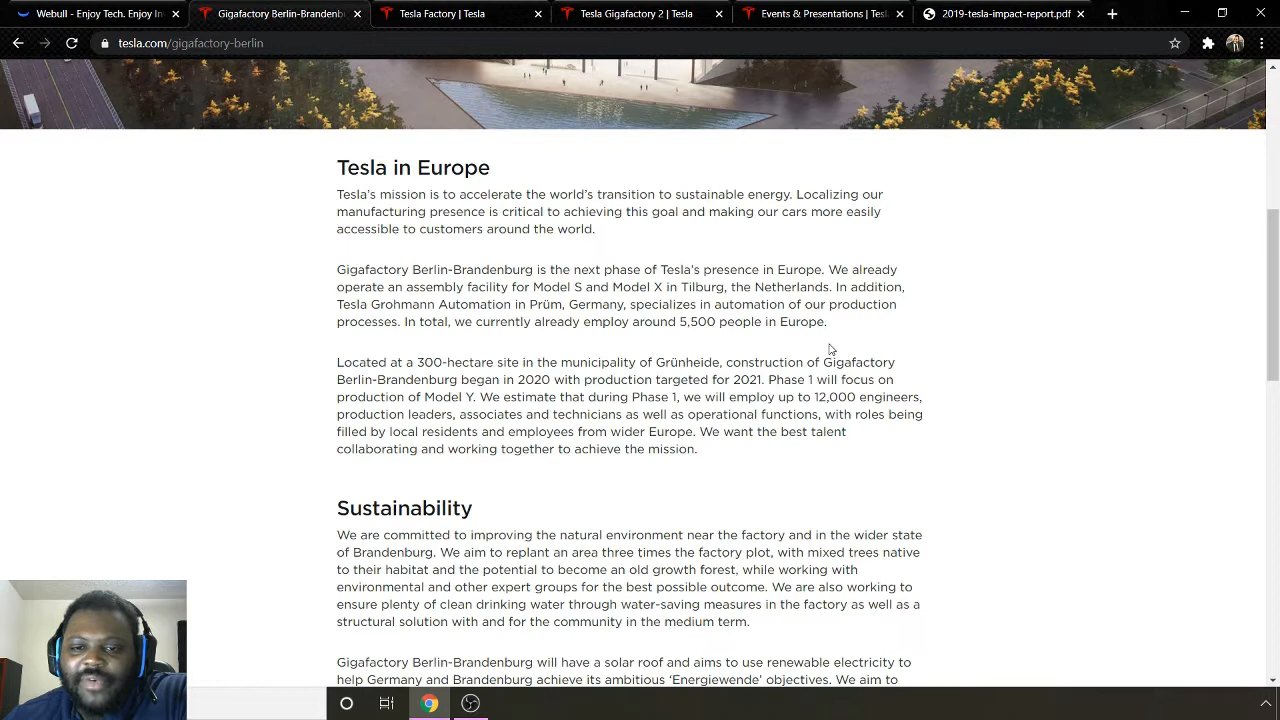 Webull - Enjoy Tech. Enjoy Inv
Gigafactory Berlin-Brandenbu
Tesla Factory | Tesla
Tesla Gigafactory 2 | Tesla
Events & Presentations | Tesla
2019-tesla-impact-report.pdf
tesla.com/gigafactory-berlin
Tesla in Europe
Tesla's mission is to accelerate the world's transition to sustainable energy. Localizing our
manufacturing presence is critical to achieving this goal and making our cars more easily
accessible to customers around the world.
Gigafactory Berlin-Brandenburg is the next phase of Tesla's presence in Europe. We already
operate an assembly facility for Model S and Model X in Tilburg, the Netherlands. In addition,
Tesla Grohmann Automation in Prüm, Germany, specializes in automation of our production
processes. In total, we currently already employ around 5,500 people in Europe.
Located at a 300-hectare site in the municipality of Grünheide, construction of Gigafactory
Berlin-Brandenburg began in 2020 with production targeted for 2021. Phase 1 will focus on
production of Model Y. We estimate that during Phase 1, we will employ up to 12,000 engineers,
production leaders, associates and technicians as well as operational functions, with roles being
filled by local residents and employees from wider Europe. We want the best talent
collaborating and working together to achieve the mission.
Sustainability
We are committed to improving the natural environment near the factory and in the wider state
of Brandenburg. We aim to replant an area three times the factory plot, with mixed trees native
to their habitat and the potential to become an old growth forest, while working with
environmental and other expert groups for the best possible outcome. We are also working to
ensure plenty of clean drinking water through water-saving measures in the factory as well as a
structural solution with and for the community in the medium term.
Gigafactory Berlin-Brandenburg will have a solar roof and aims to use renewable electricity to
help Germany and Brandenburg achieve its ambitious 'Energiewende' objectives. We aim to